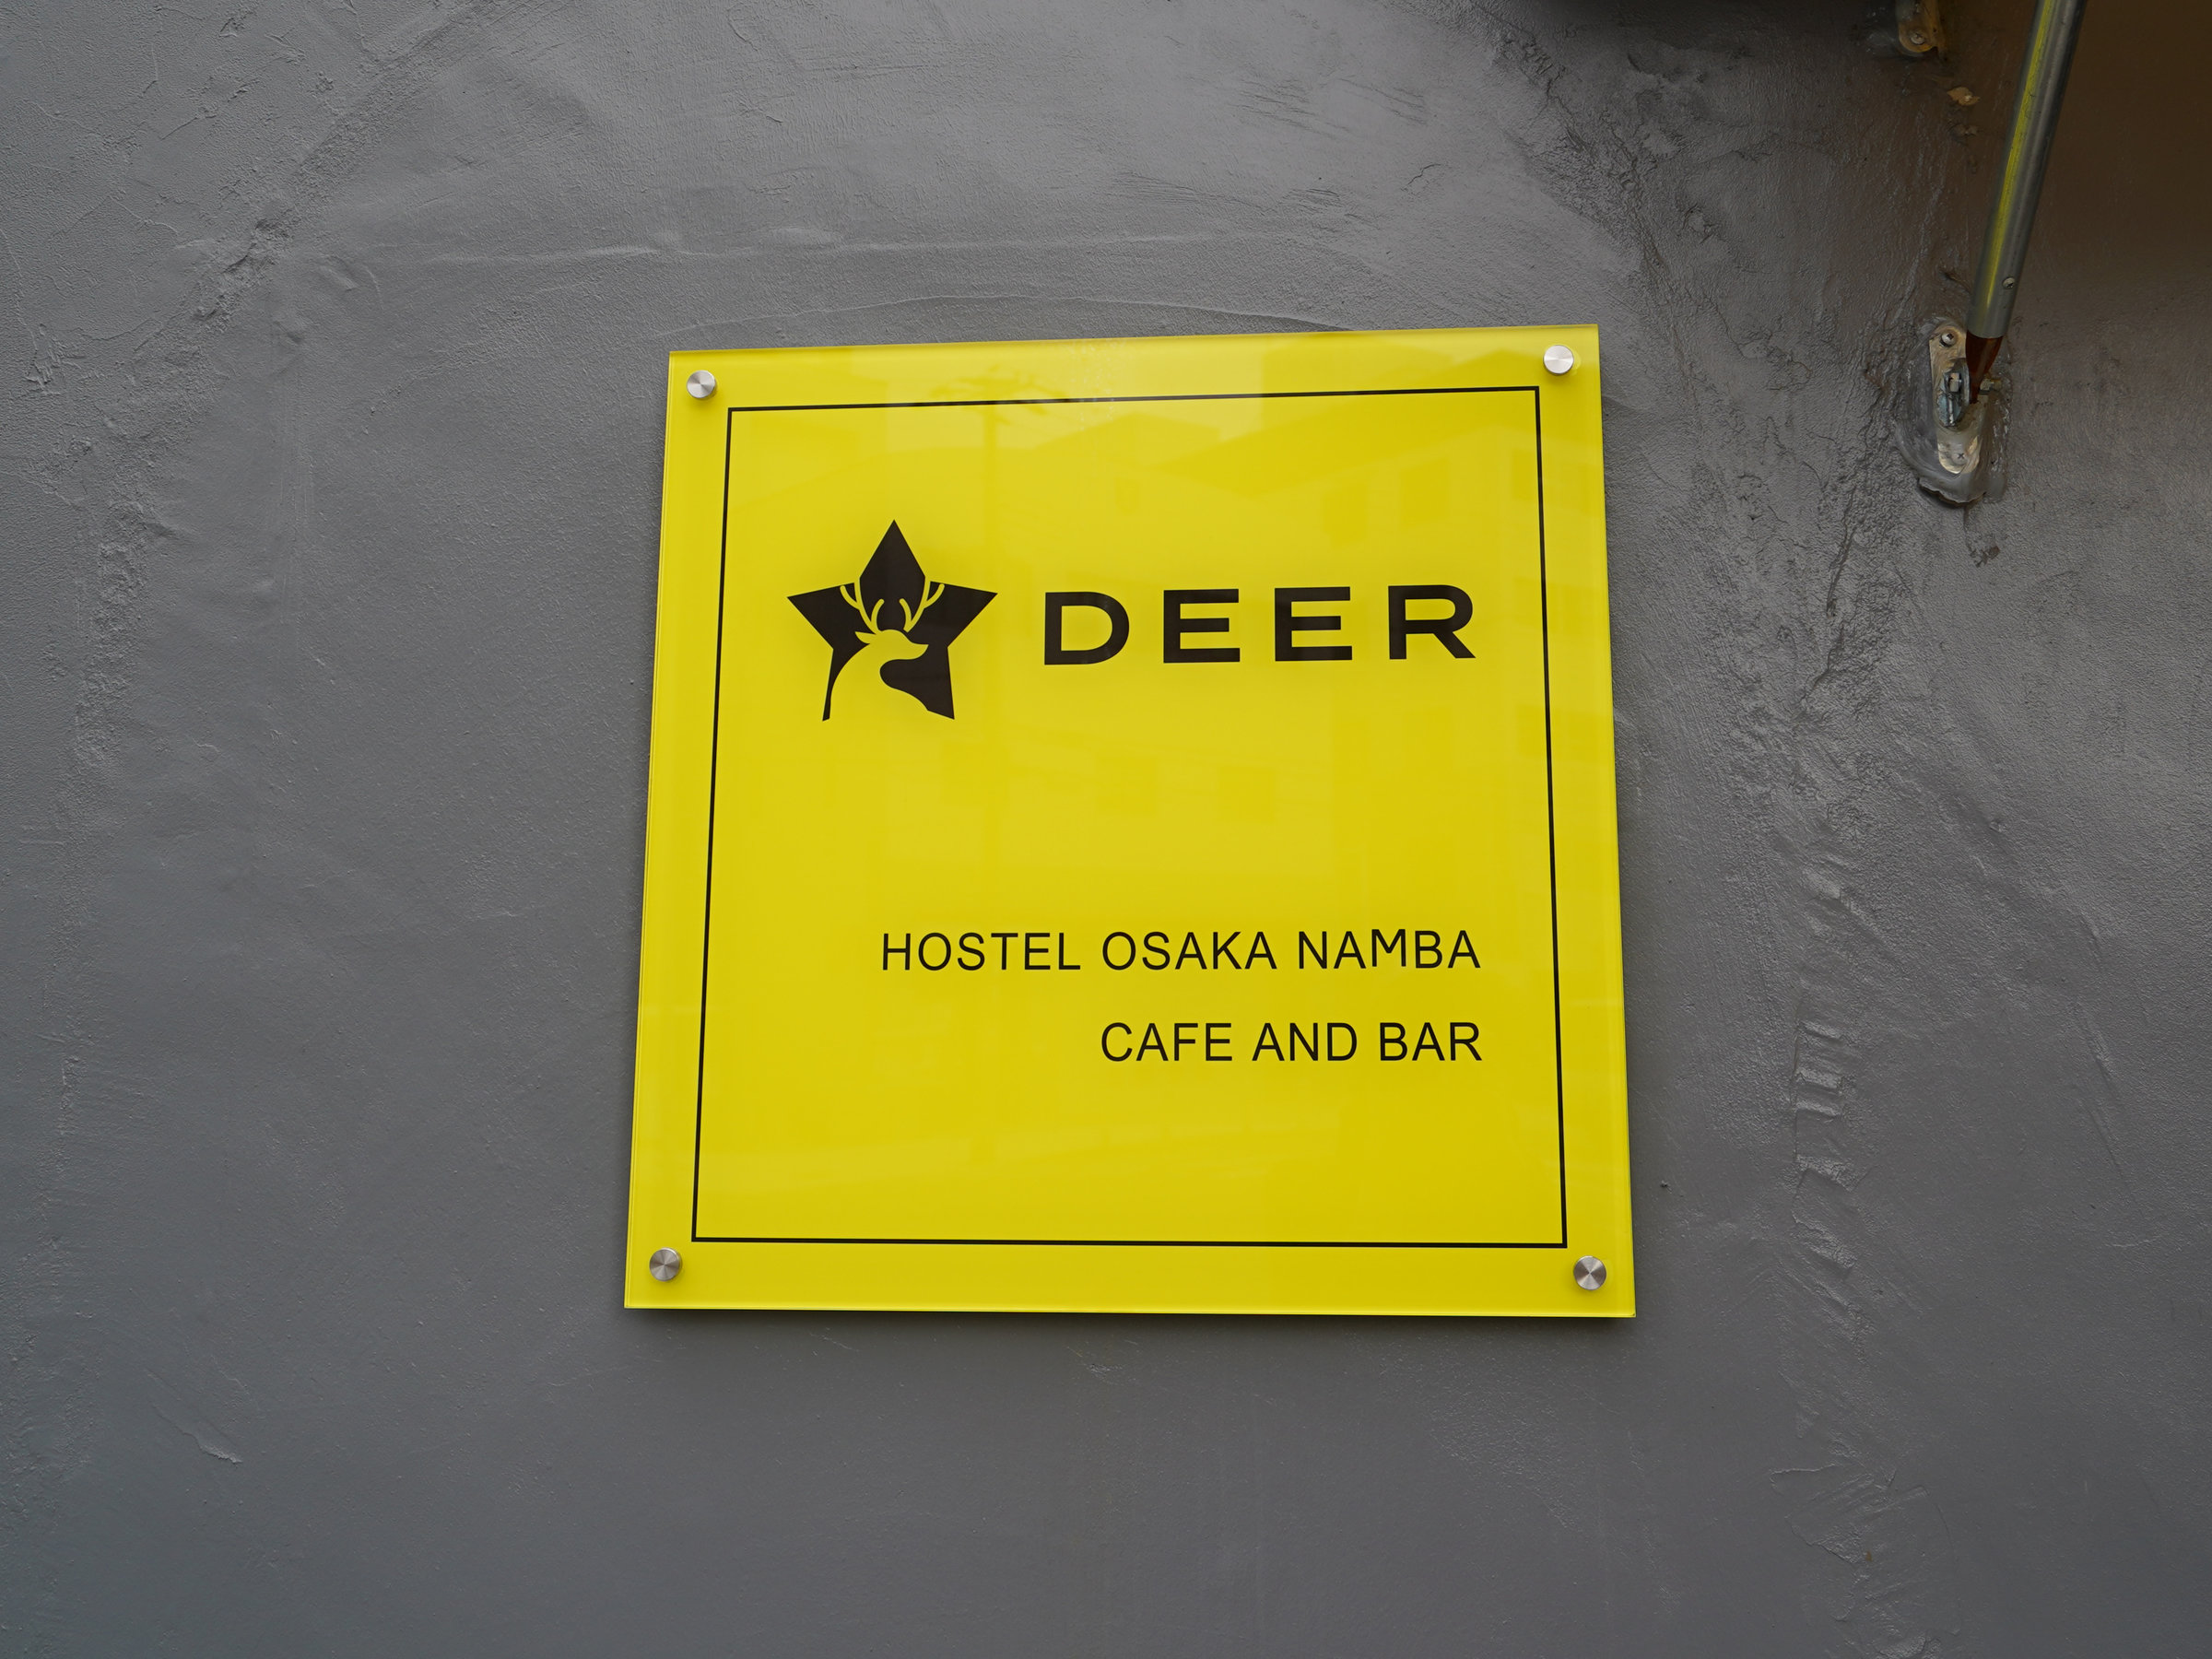 DEER
HOSTEL OSAKA NAMBA
CAFE AND BAR